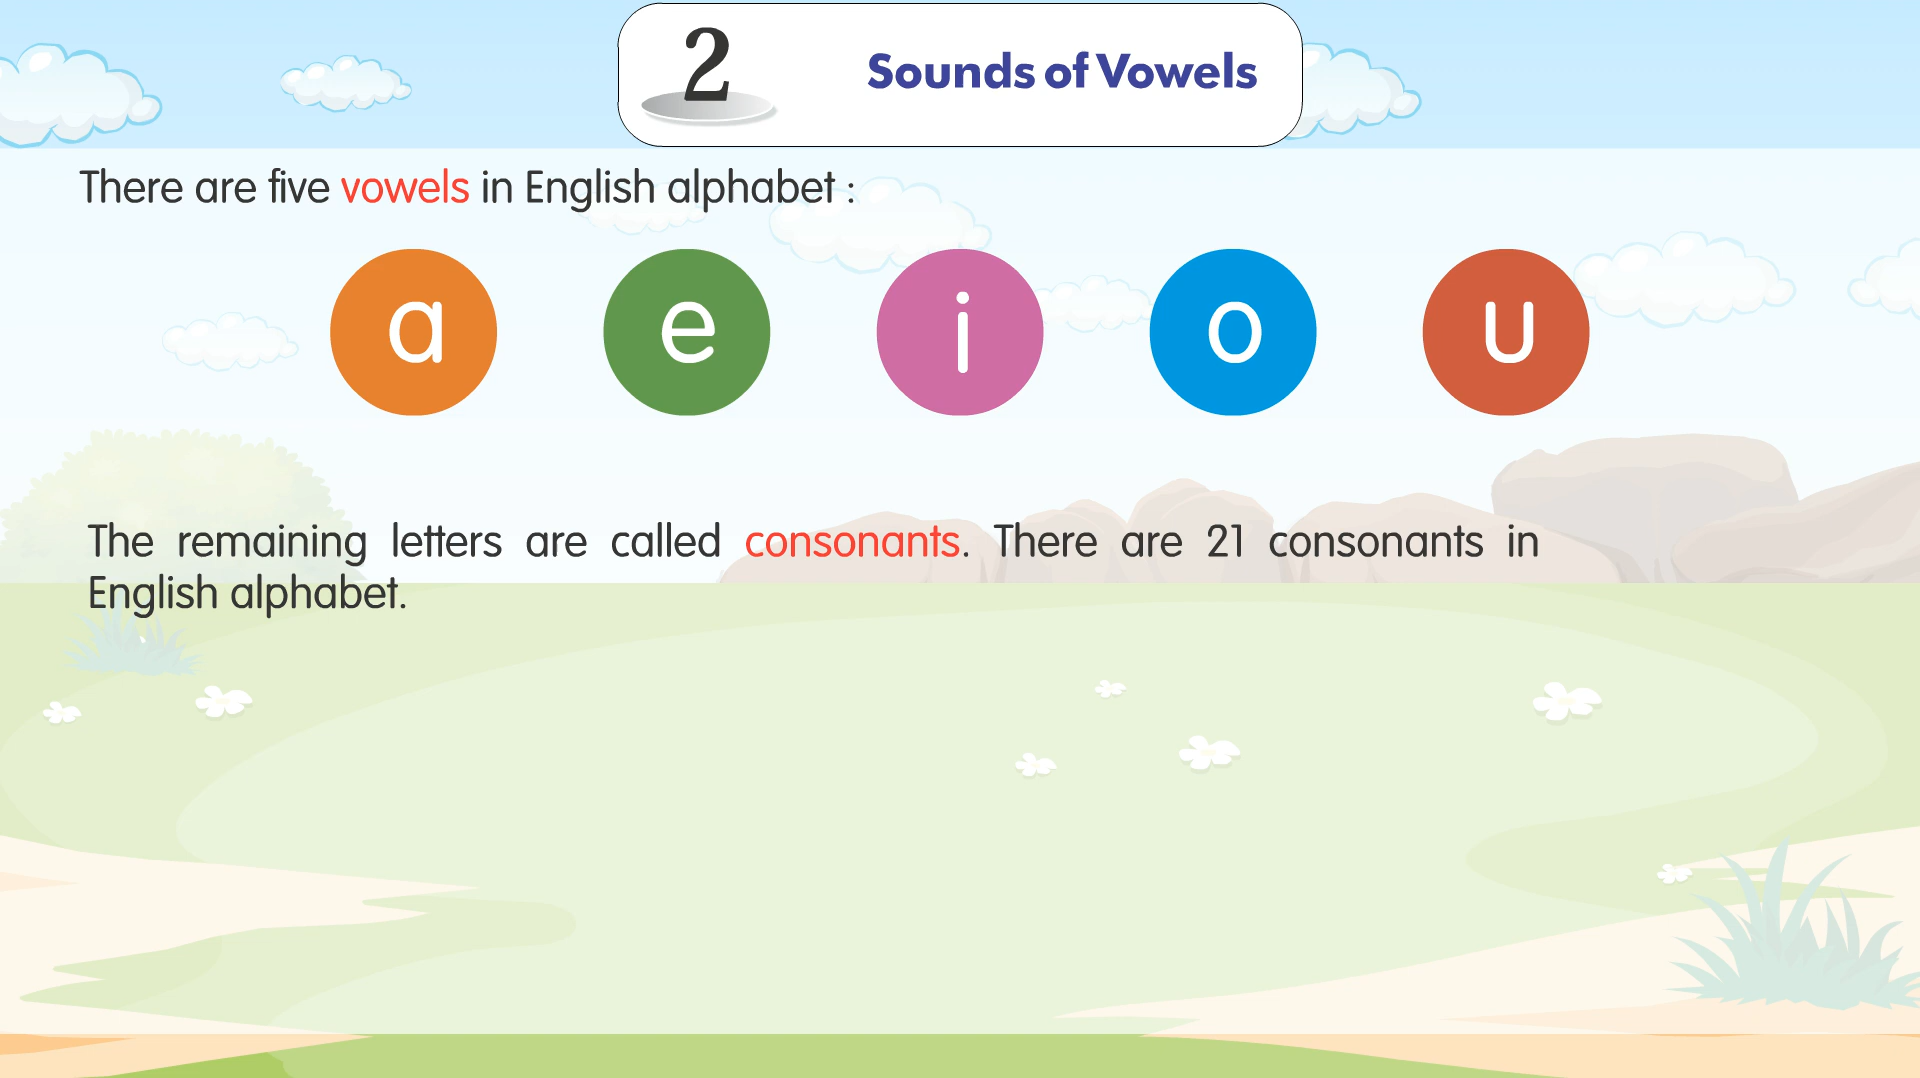 2
Sounds of Vowels
There are five vowels in English alphabet :
a e i o u
The remaining letters are called consonants. There are 21 consonants in
English alphabet.